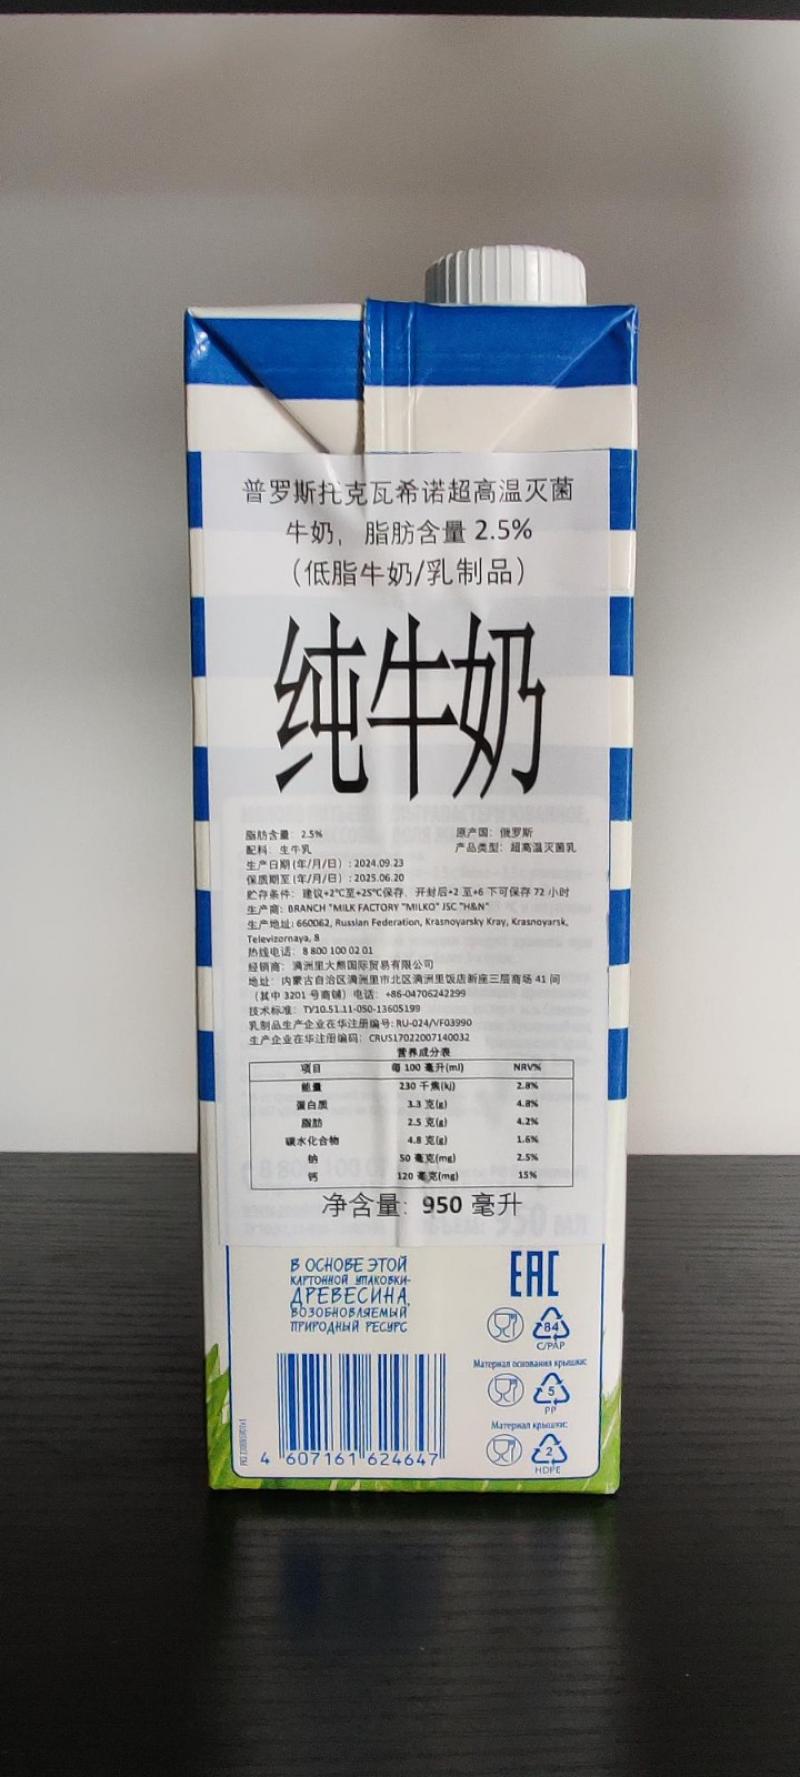 普罗斯托克瓦希诺超高温灭菌
牛奶，脂肪含量 2.5%
（低脂牛奶/乳制品）
纯牛奶
脂肪含量：2.5% 原产国：俄罗斯
配料：生牛乳 产品类型：超高温灭菌乳
生产日期(年/月/日）:2024.09.23
保质期至(年/月/日）:2025.06.20
贮存条件：建议+2℃至+25℃保存，开封后+2 至+6 下可保存 72 小时
生产商：BRANCH "MILK FACTORY "MILKO" JSC "H&N"
生产地址：660062, Russian Federation, Krasnoyarsky Kray, Krasnoyarsk,
Televizornaya, 8
热线电话：8 800 100 02 01
经销商：满洲里大熊国际贸易有限公司
地址：内蒙古自治区满洲里市北区满洲里饭店新座三层商场 41 间
（其中 3201 号商铺）电话：+86-04706242299
技术标准：ТУ10.51.11-050-13605199
乳制品生产企业在华注册编号：RU-024/VF03990
生产企业在华注册编码：CRUS17022007140032
营养成分表
项目 每 100 毫升(ml) NRV%
能量 230 千焦(kj) 2.8%
蛋白质 3.3 克(g) 4.8%
脂肪 2.5 克(g) 4.2%
碳水化合物 4.8 克(g) 1.6%
钠 50 毫克(mg) 2.5%
钙 120 毫克(mg) 15%
净含量：950 毫升
В ОСНОВЕ ЭТОЙ
КАРТОННОЙ УПАКОВКИ-
ДРЕВЕСИНА,
ВОЗОБНОВЛЯЕМЫЙ
ПРИРОДНЫЙ РЕСУРС
EAC
84
C/PAP
Материал основания крышки:
5
PP
Материал крышки:
2
HDPE
4 607161 624647